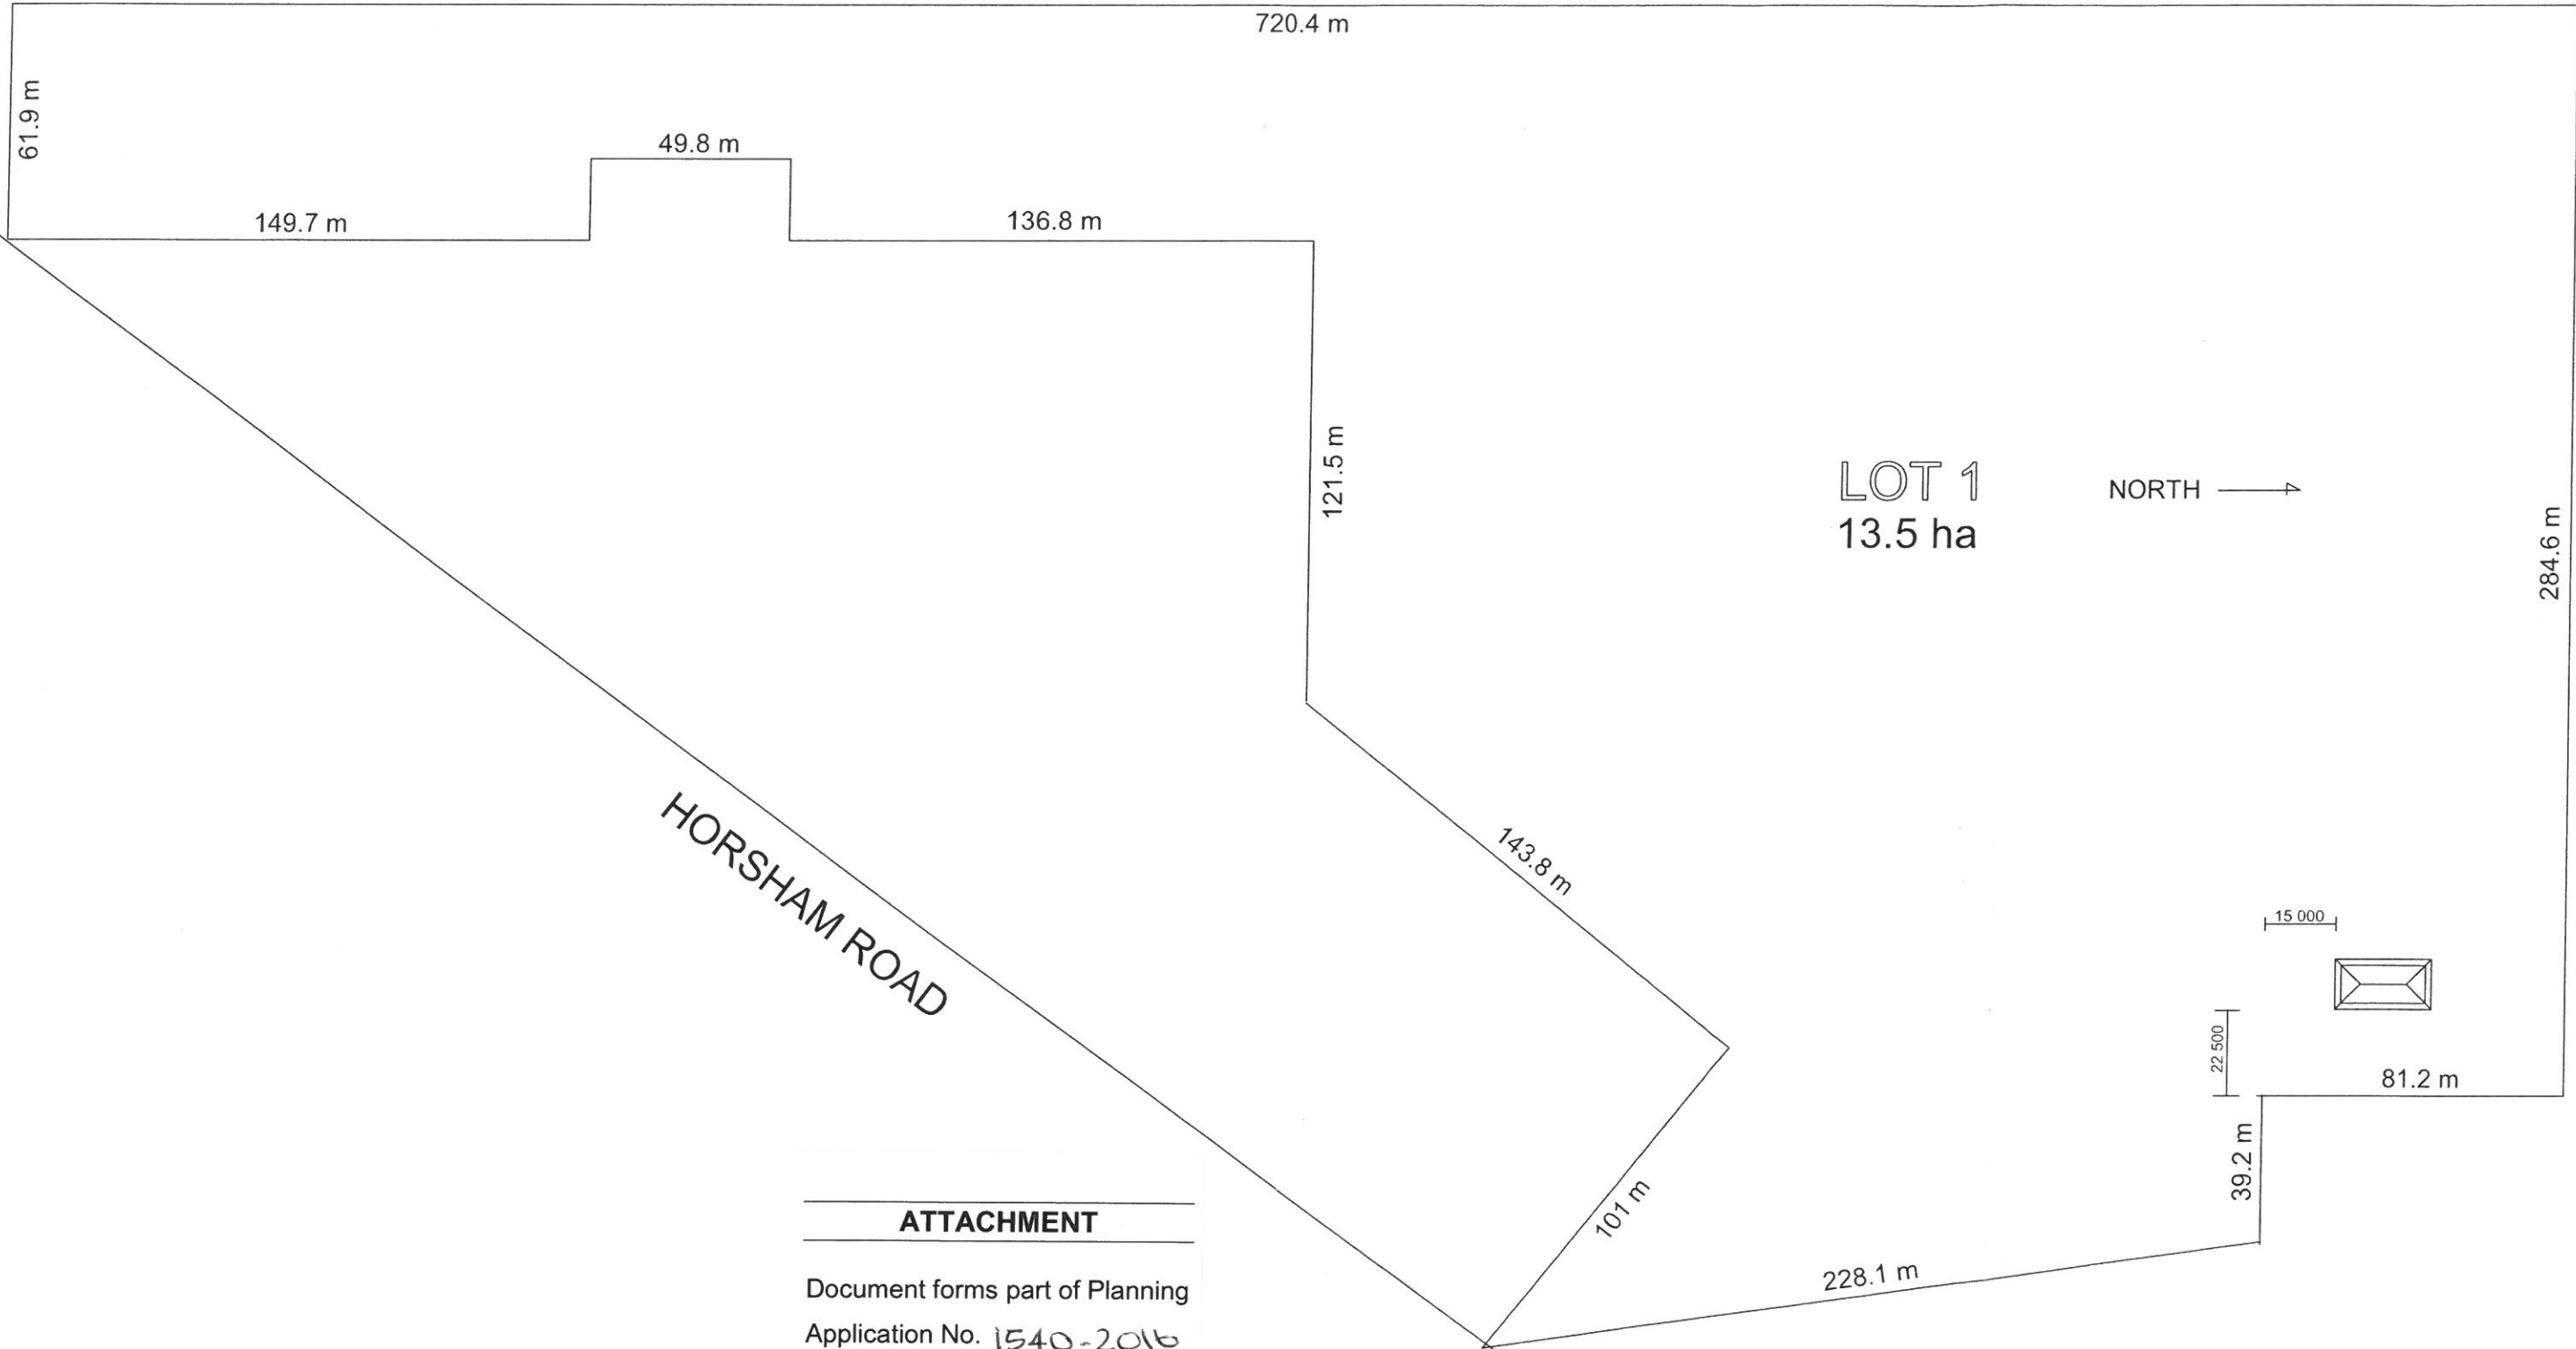 720.4 m
61.9 m
49.8 m
149.7 m
136.8 m
121.5 m
LOT 1
13.5 ha
NORTH
284.6 m
143.8 m
HORSHAM ROAD
15 000
22 500
81.2 m
39.2 m
101 m
228.1 m
ATTACHMENT
Document forms part of Planning
Application No. 1540-2016